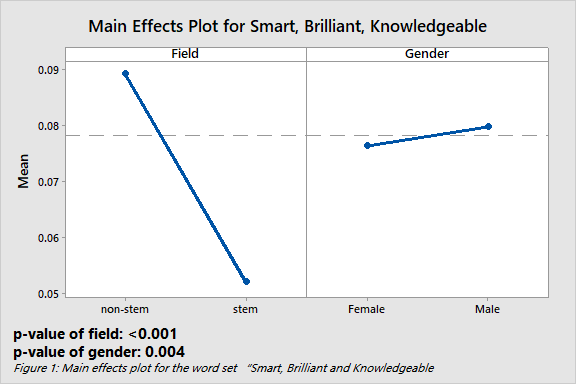 Main Effects Plot for Smart, Brilliant, Knowledgeable
Field Gender
0.09
0.08
0.07
0.06
0.05
Mean
non-stem stem Female Male
p-value of field: <0.001
p-value of gender: 0.004
Figure 1: Main effects plot for the word set "Smart, Brilliant and Knowledgeable